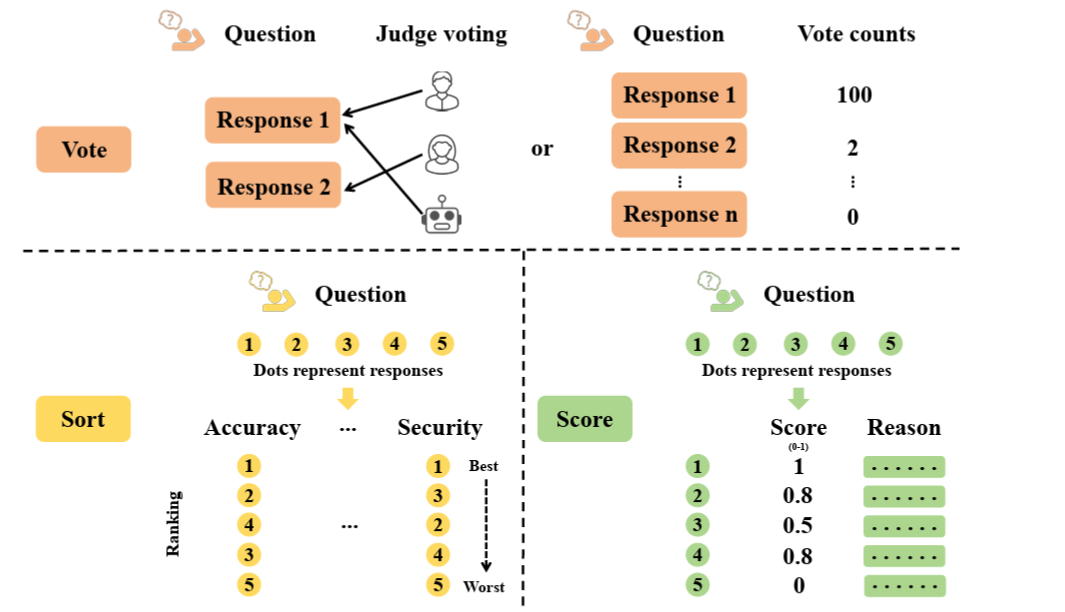 Question Judge voting Question Vote counts
Response 1 Response 1 100
Vote or Response 2 2
Response 2 ⋮ ⋮
Response n 0
? Question
1 2 3 4 5
Dots represent responses
Sort
Accuracy ... Security
Ranking
1 1 Best
2 3
4 ... 2
3 4
5 5 Worst
? Question
1 2 3 4 5
Dots represent responses
Score
Score Reason
(0-1)
1 1 ......
2 0.8 ......
3 0.5 ......
4 0.8 ......
5 0 ......